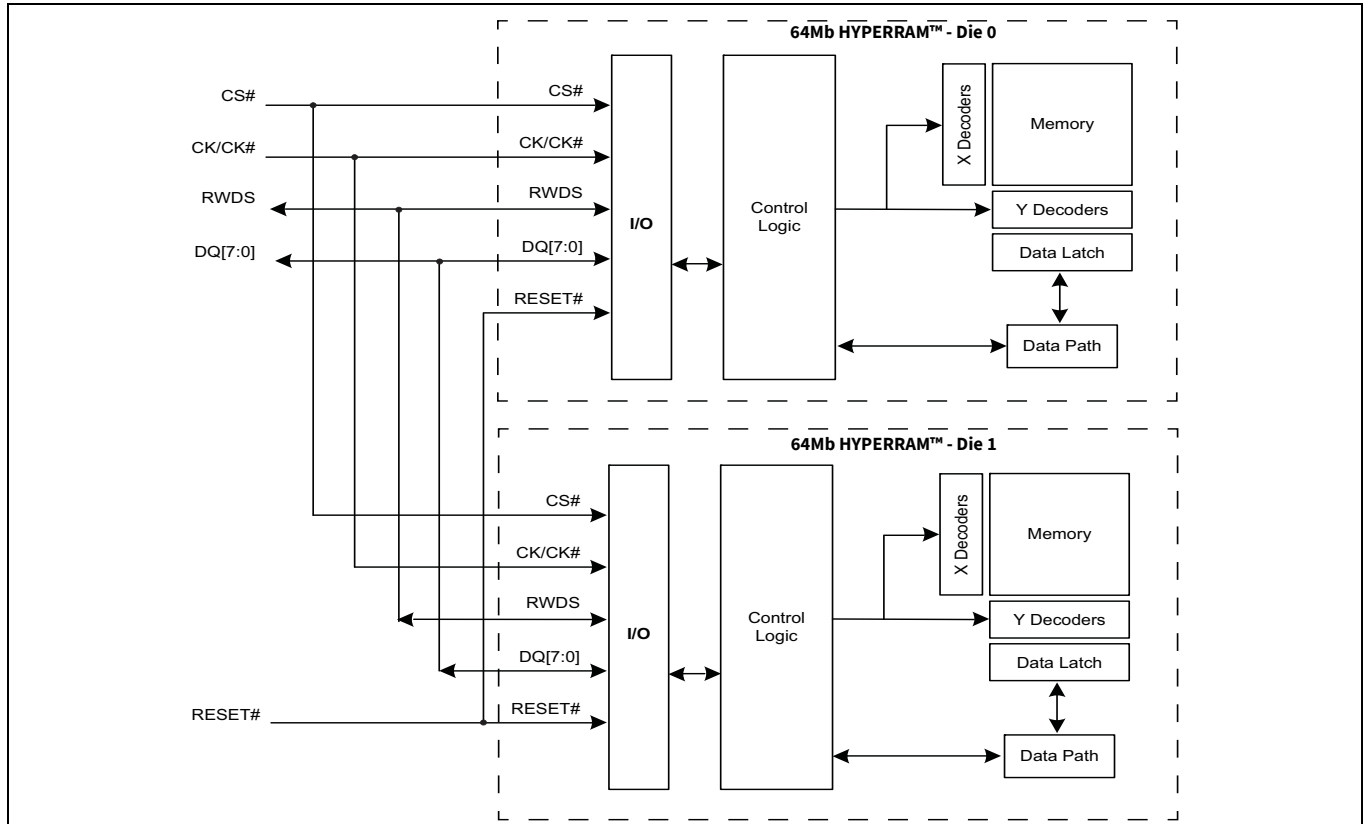 64Mb HYPERRAM™ - Die 0
CS#
CK/CK#
RWDS
DQ[7:0]
CS#
CK/CK#
RWDS
DQ[7:0]
RESET#
I/O
Control
Logic
X Decoders
Memory
Y Decoders
Data Latch
Data Path
64Mb HYPERRAM™ - Die 1
CS#
CK/CK#
RWDS
DQ[7:0]
RESET#
RESET#
I/O
Control
Logic
X Decoders
Memory
Y Decoders
Data Latch
Data Path